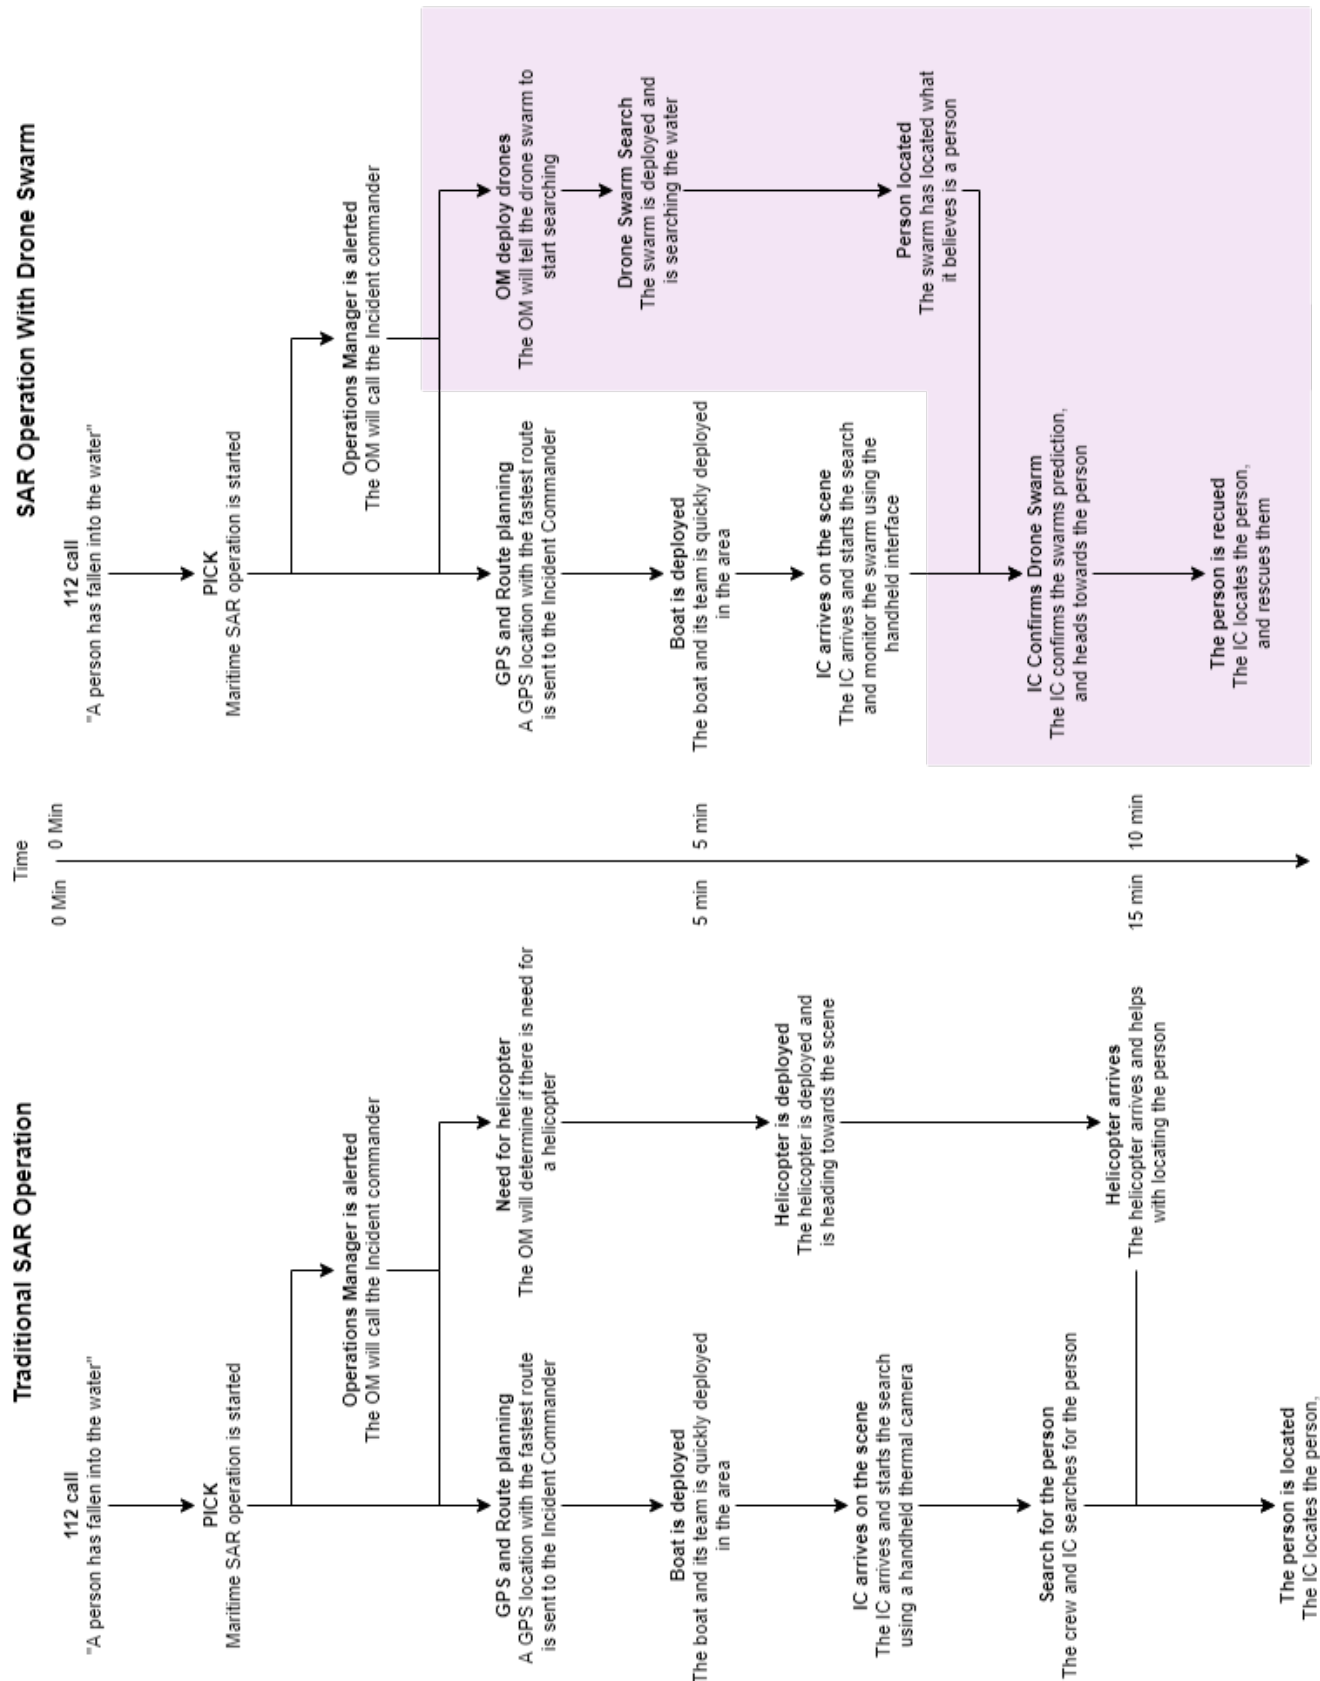 Traditional SAR Operation
112 call
"A person has fallen into the water"
PICK
Maritime SAR operation is started
Operations Manager is alerted
The OM will call the Incident commander
GPS and Route planning
A GPS location with the fastest route
is sent to the Incident Commander
Need for helicopter
The OM will determine if there is need for
a helicopter
Boat is deployed
The boat and its team is quickly deployed
in the area
Helicopter is deployed
The helicopter is deployed and
is heading towards the scene
IC arrives on the scene
The IC arrives and starts the search
using a handheld thermal camera
Search for the person
The crew and IC searches for the person
Helicopter arrives
The helicopter arrives and helps
with locating the person
The person is located
The IC locates the person,
Time
0 Min
0 Min
5 min
5 min
15 min
10 min
SAR Operation With Drone Swarm
112 call
"A person has fallen into the water"
PICK
Maritime SAR operation is started
Operations Manager is alerted
The OM will call the Incident commander
GPS and Route planning
A GPS location with the fastest route
is sent to the Incident Commander
OM deploy drones
The OM will tell the drone swarm to
start searching
Boat is deployed
The boat and its team is quickly deployed
in the area
Drone Swarm Search
The swarm is deployed and
is searching the water
IC arrives on the scene
The IC arrives and starts the search
and monitor the swarm using the
handheld interface
Person located
The swarm has located what
it believes is a person
IC Confirms Drone Swarm
The IC confirms the swarms prediction,
and heads towards the person
The person is recued
The IC locates the person,
and rescues them